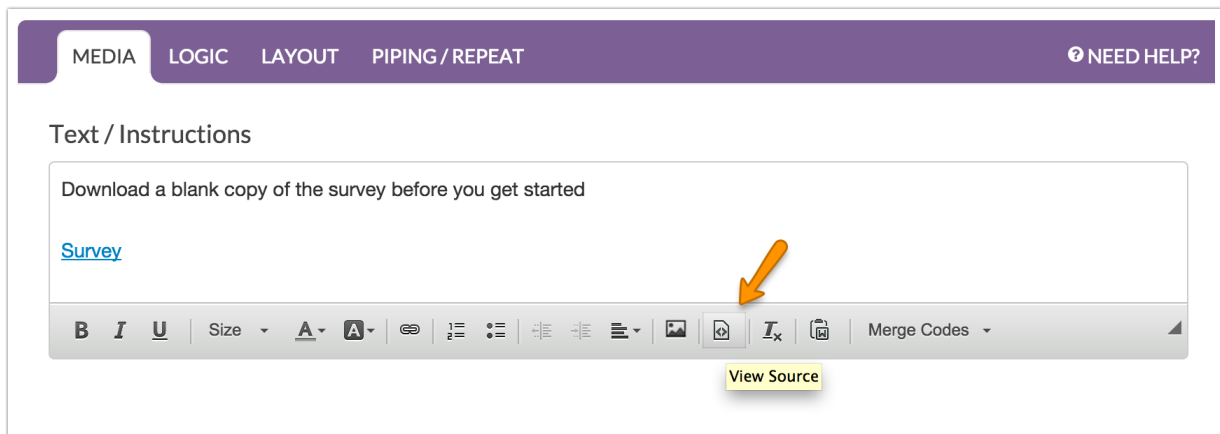 MEDIA LOGIC LAYOUT PIPING / REPEAT ? NEED HELP?
Text / Instructions
Download a blank copy of the survey before you get started
Survey
B I U Size A A Ix Merge Codes
View Source